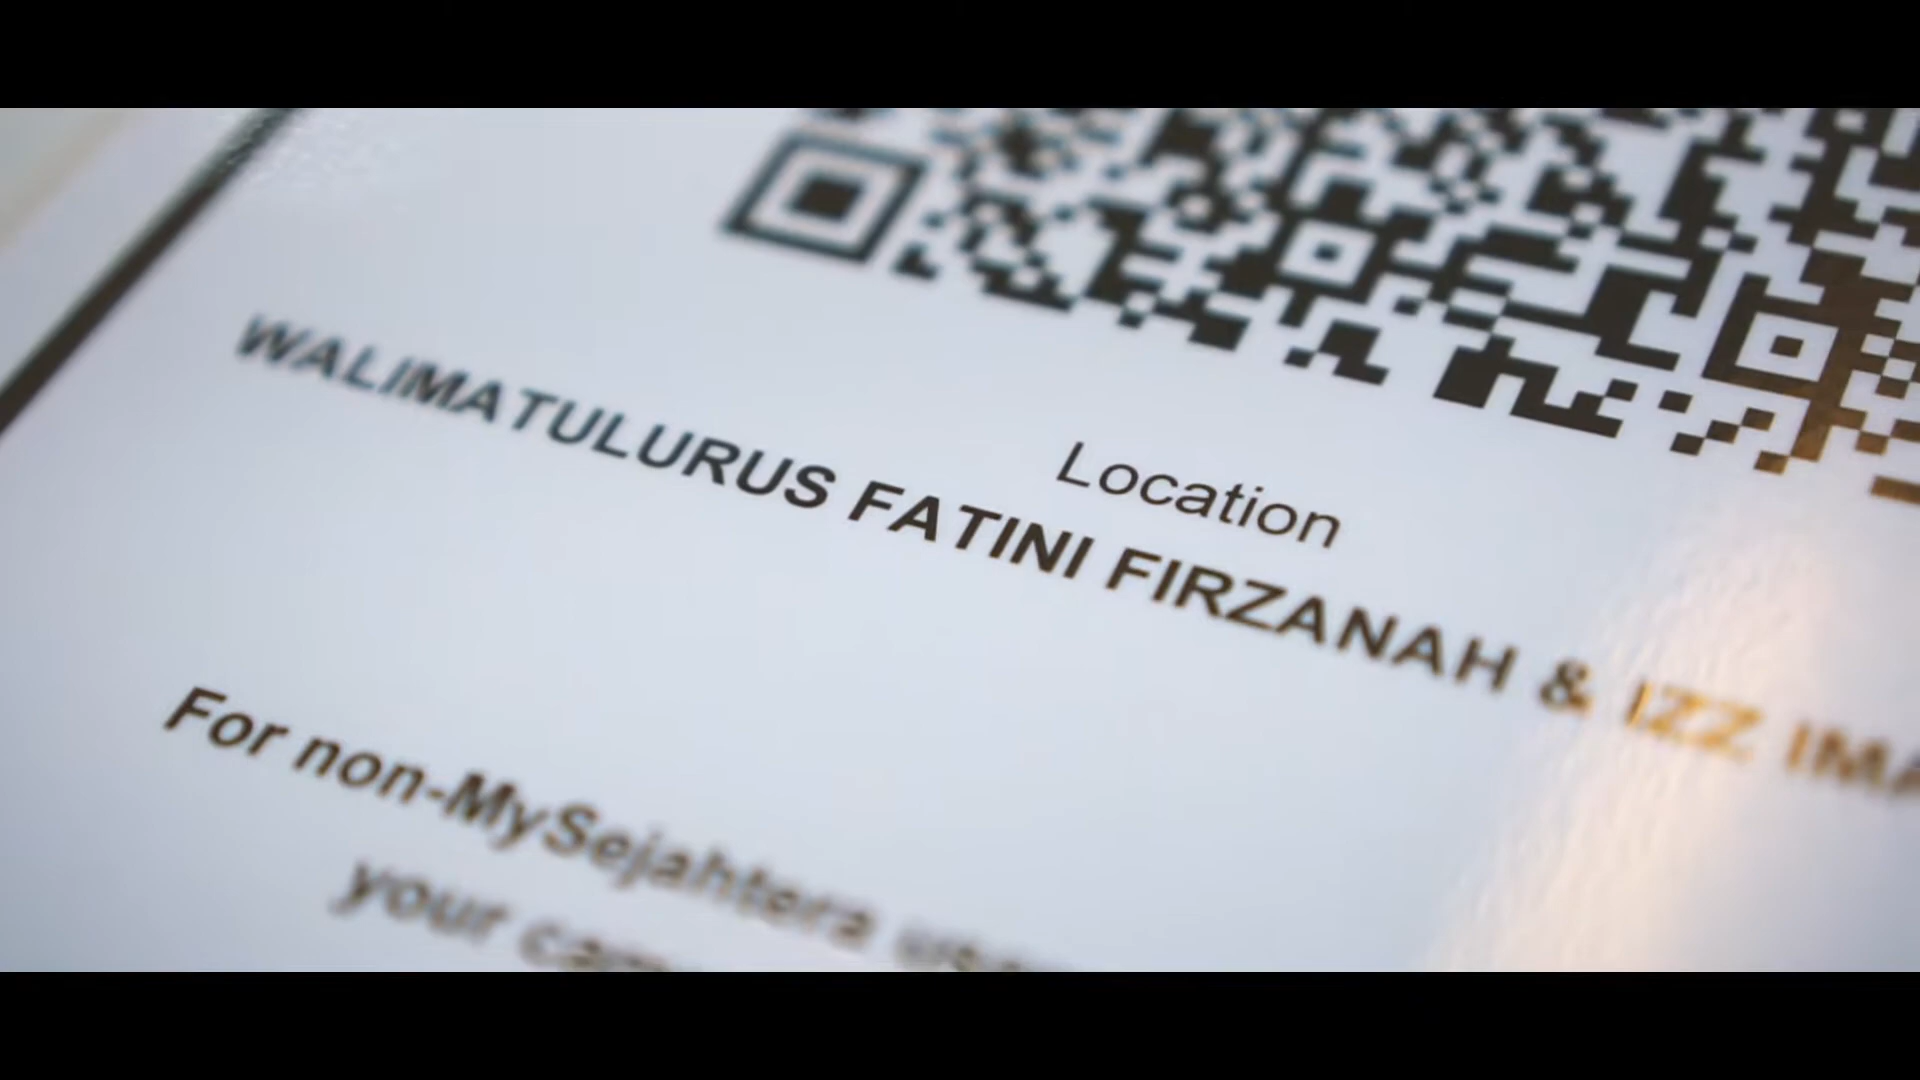 Location
WALIMATULURUS FATINI FIRZANAH & IZZ
For non-MySejahtera
your